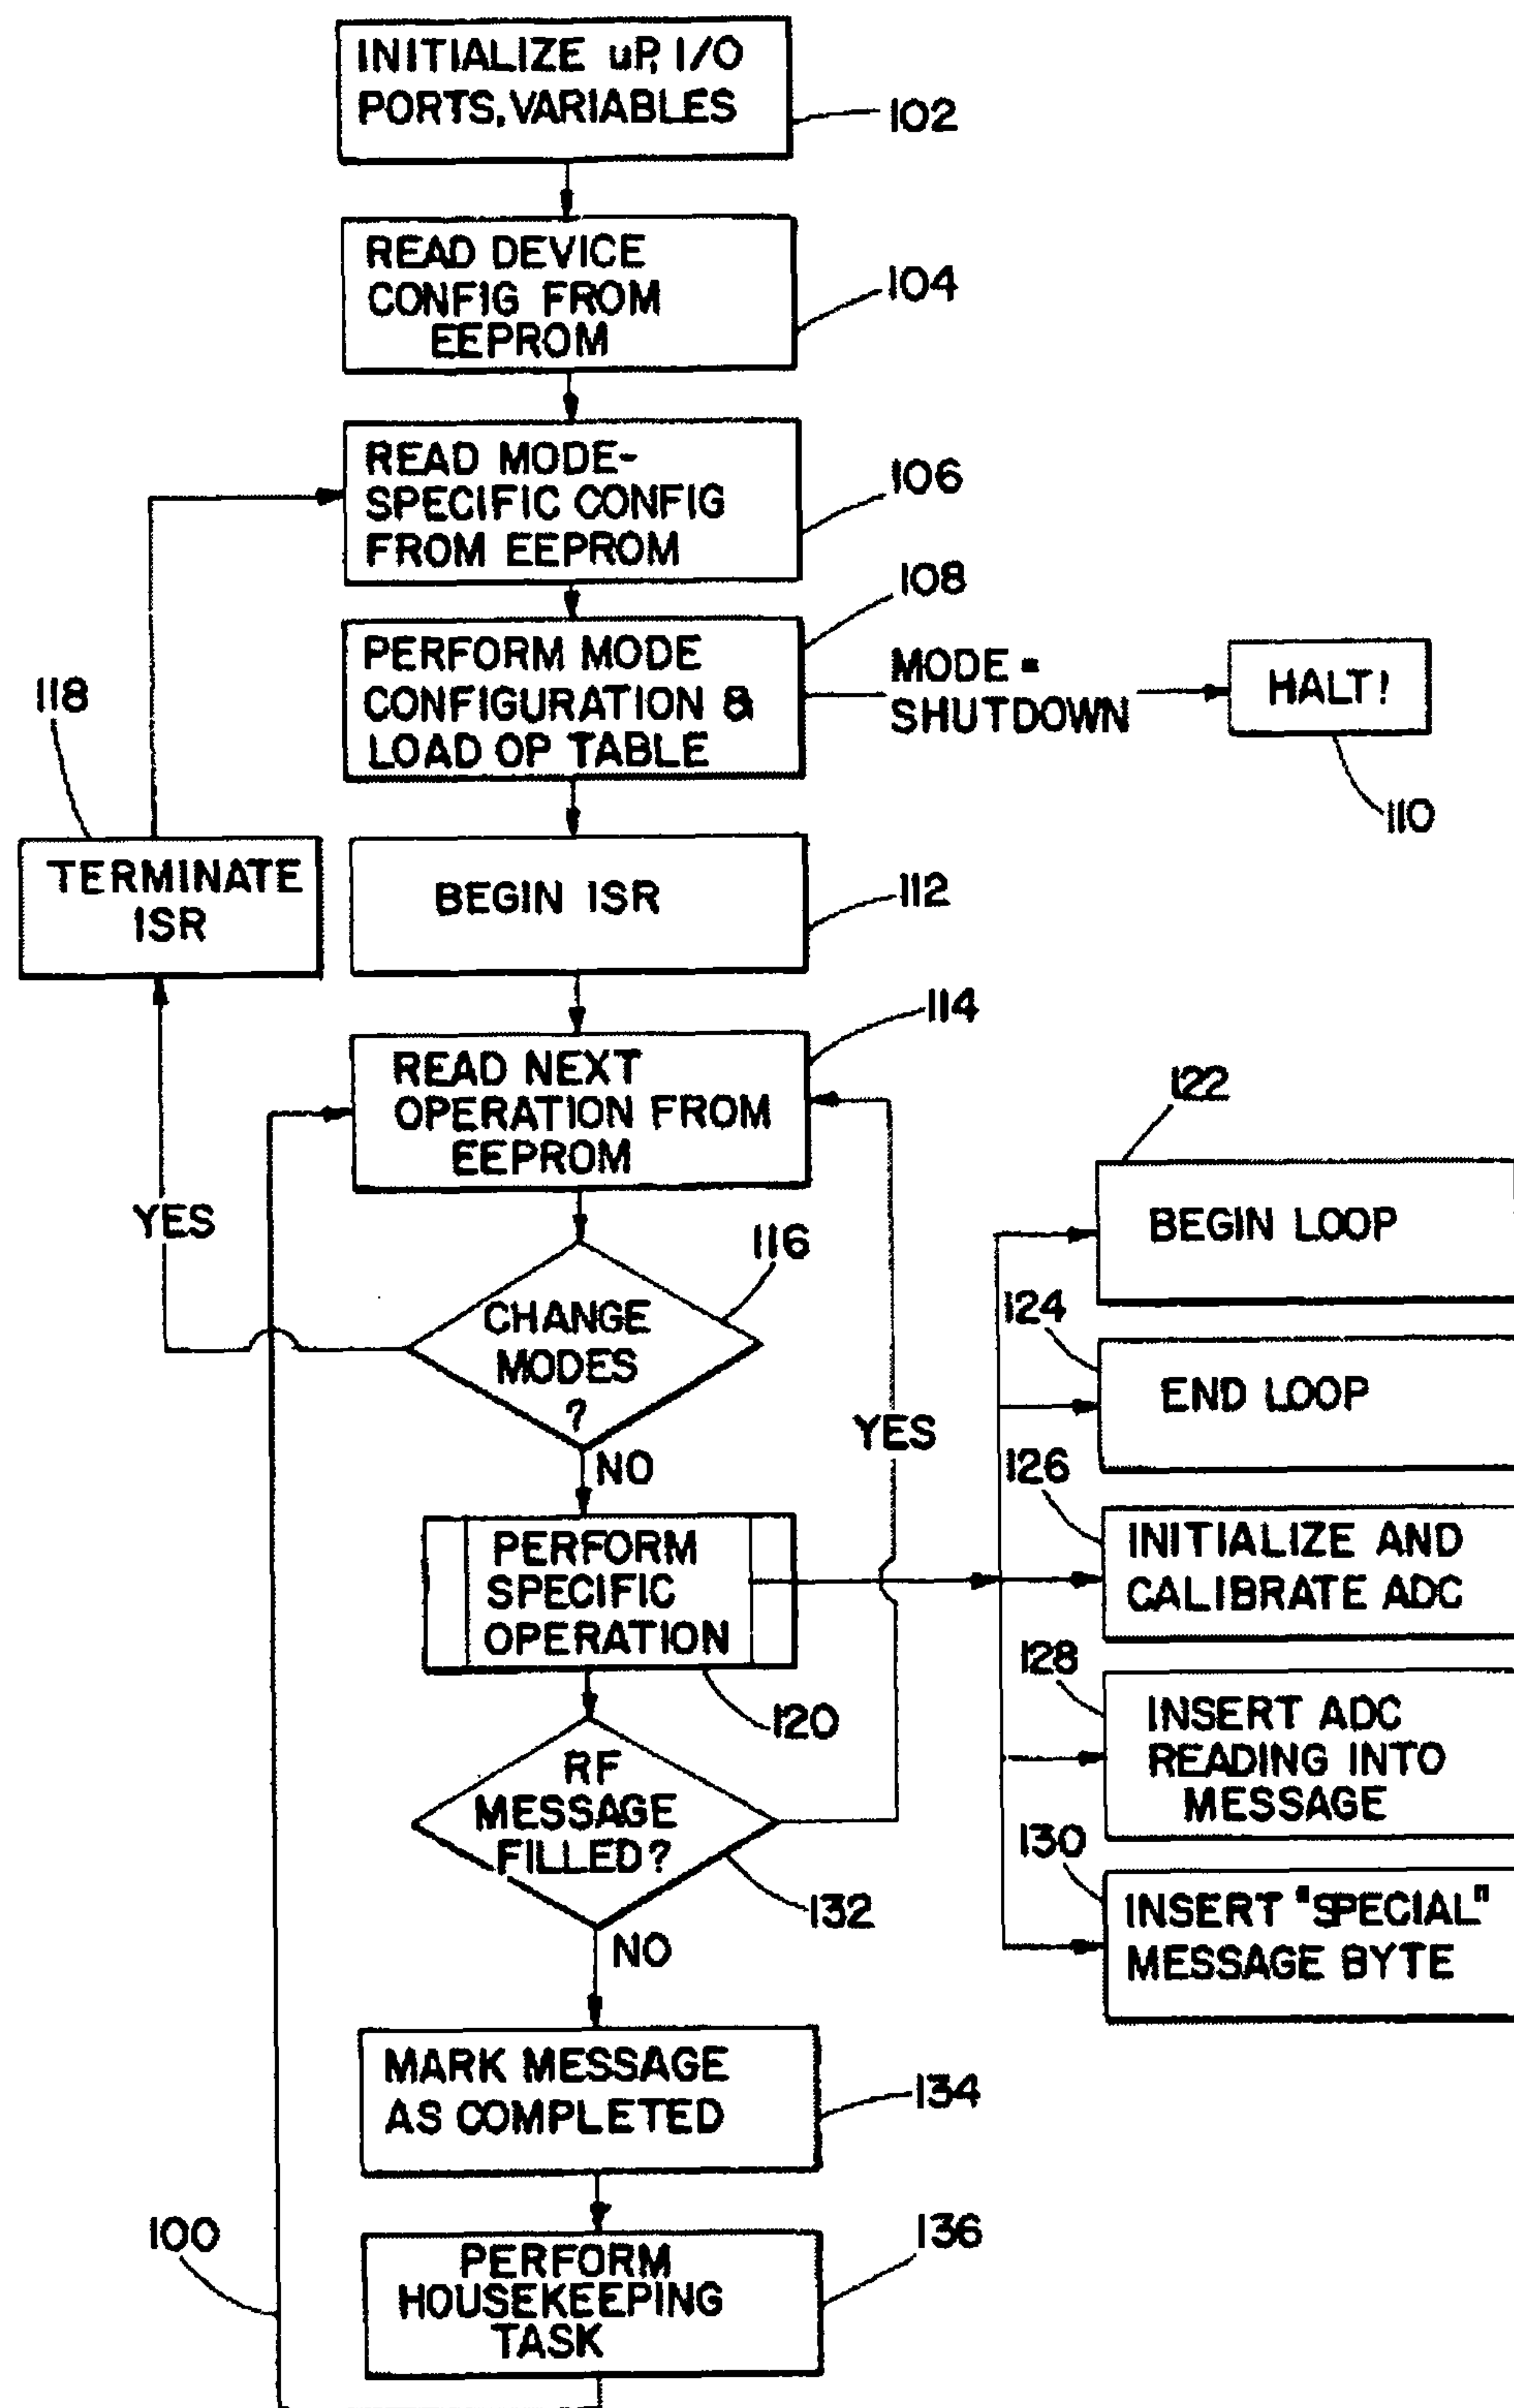 INITIALIZE uP, I/O
PORTS, VARIABLES
102
READ DEVICE
CONFIG FROM
EEPROM
104
READ MODE-
SPECIFIC CONFIG
FROM EEPROM
106
108
PERFORM MODE
CONFIGURATION &
LOAD OP TABLE
MODE =
SHUTDOWN
HALT!
110
118
TERMINATE
ISR
BEGIN ISR
112
114
READ NEXT
OPERATION FROM
EEPROM
YES
116
CHANGE
MODES
?
NO
YES
122
BEGIN LOOP
124
END LOOP
126
INITIALIZE AND
CALIBRATE ADC
128
INSERT ADC
READING INTO
MESSAGE
130
INSERT "SPECIAL"
MESSAGE BYTE
PERFORM
SPECIFIC
OPERATION
120
RF
MESSAGE
FILLED?
132
NO
MARK MESSAGE
AS COMPLETED
134
100
PERFORM
HOUSEKEEPING
TASK
136